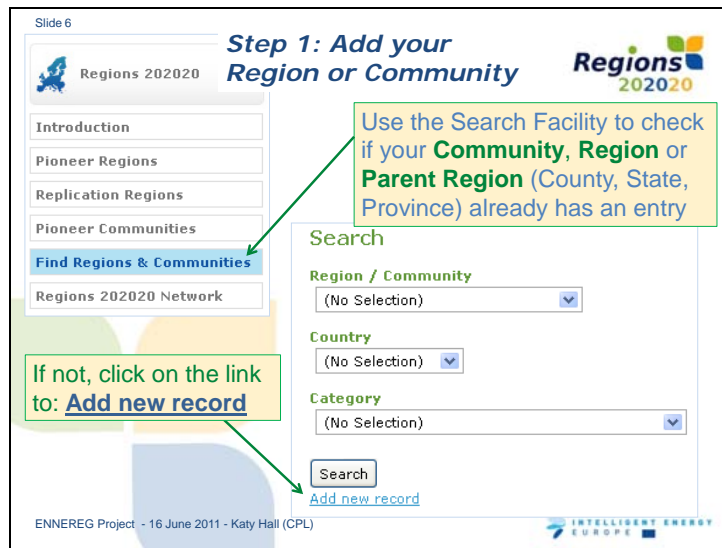 Slide 6
Step 1: Add your
Region or Community
Regions
202020
Regions 202020
Introduction
Pioneer Regions
Replication Regions
Pioneer Communities
Find Regions & Communities
Regions 202020 Network
Use the Search Facility to check
if your Community, Region or
Parent Region (County, State,
Province) already has an entry
Search
Region / Community
(No Selection)
Country
(No Selection)
Category
(No Selection)
Search
Add new record
If not, click on the link
to: Add new record
ENNEREG Project - 16 June 2011 - Katy Hall (CPL)
INTELLIGENT ENERGY
EUROPE